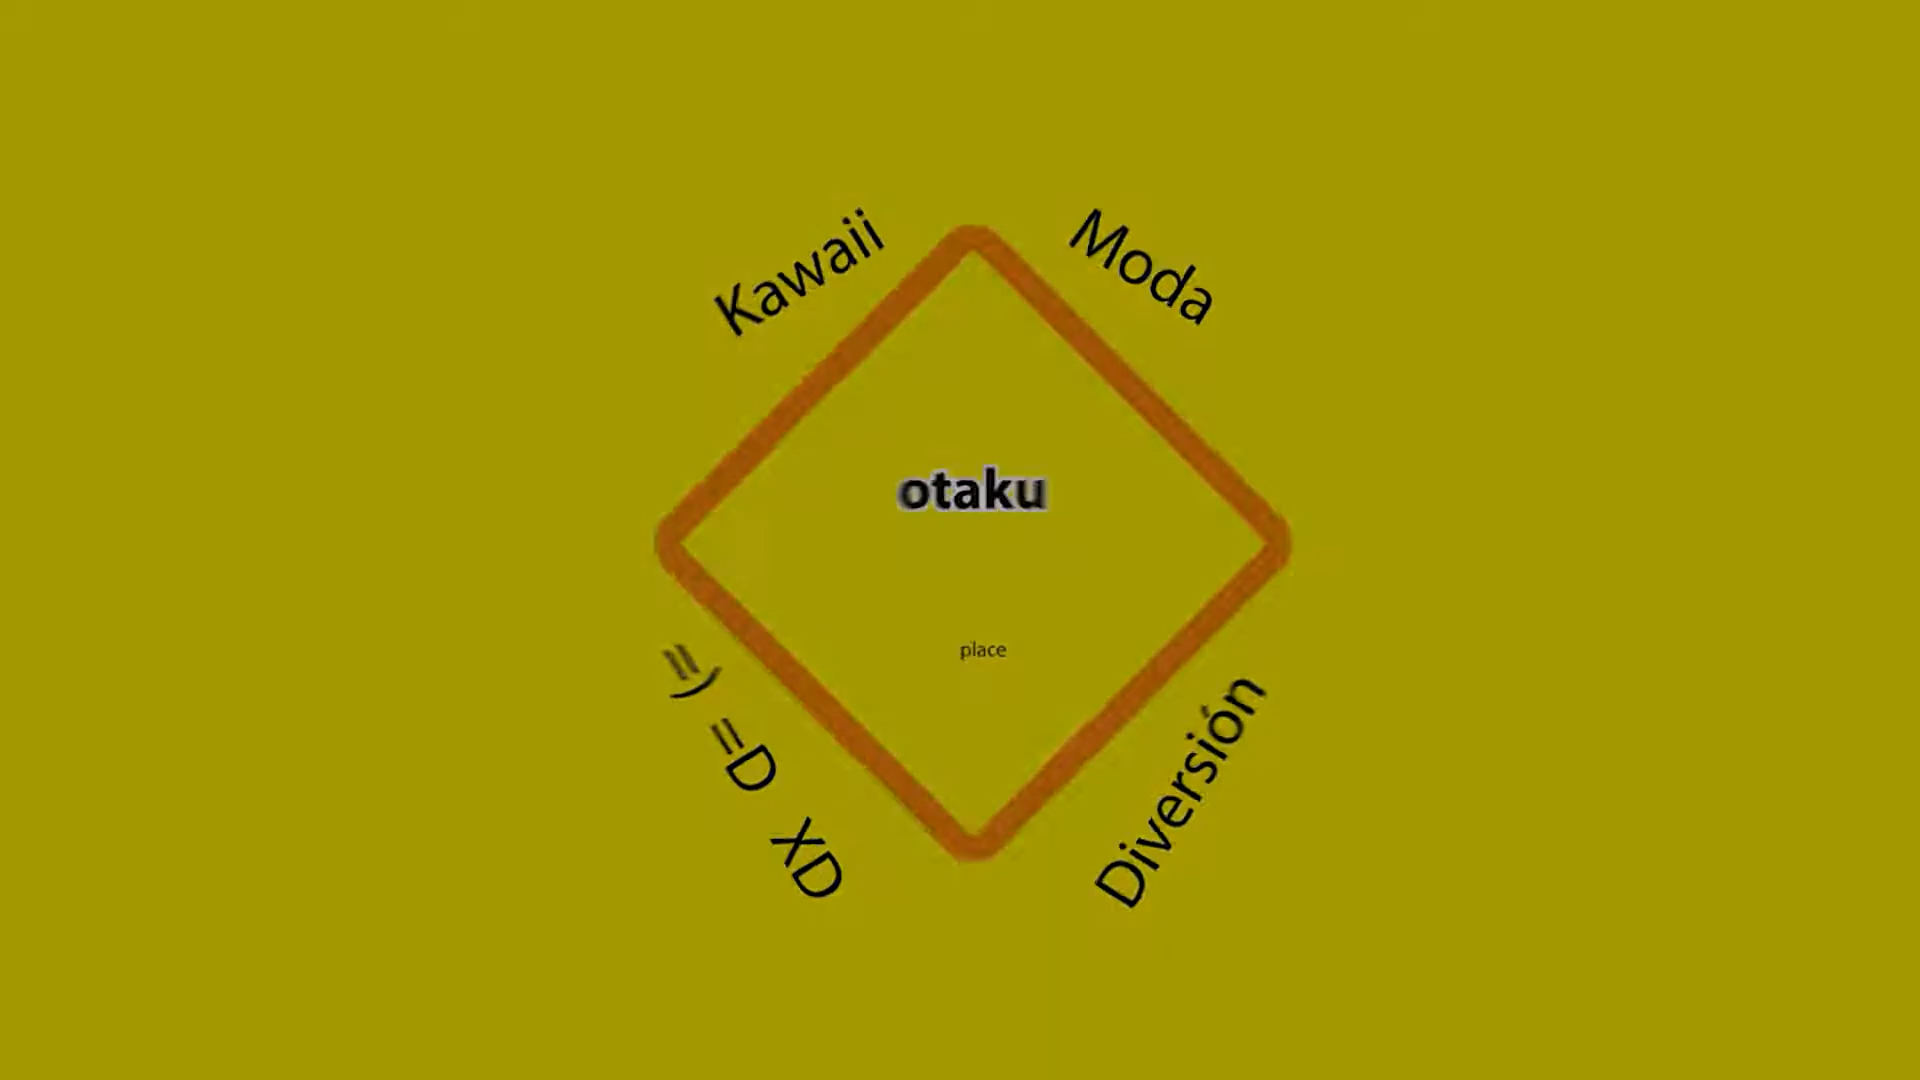 Kawaii
Moda
otaku
place
=) =D XD
Diversión